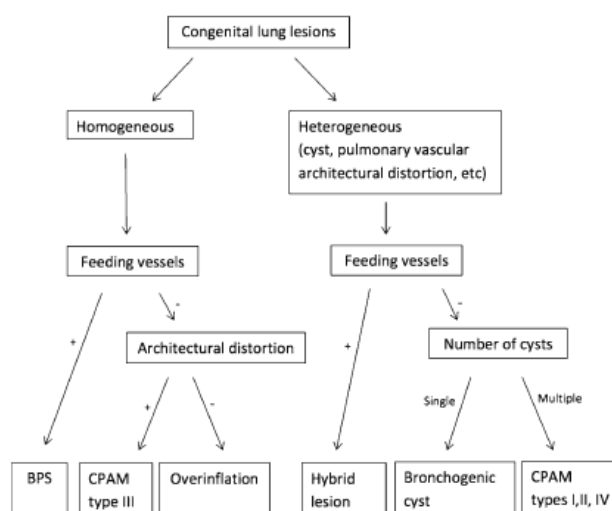 Congenital lung lesions
Homogeneous
Heterogeneous
(cyst, pulmonary vascular
architectural distortion, etc)
Feeding vessels
Feeding vessels
+
-
Architectural distortion
+
-
Number of cysts
+
-
Single
Multiple
BPS
CPAM
type III
Overinflation
Hybrid
lesion
Bronchogenic
cyst
CPAM
types I,II, IV